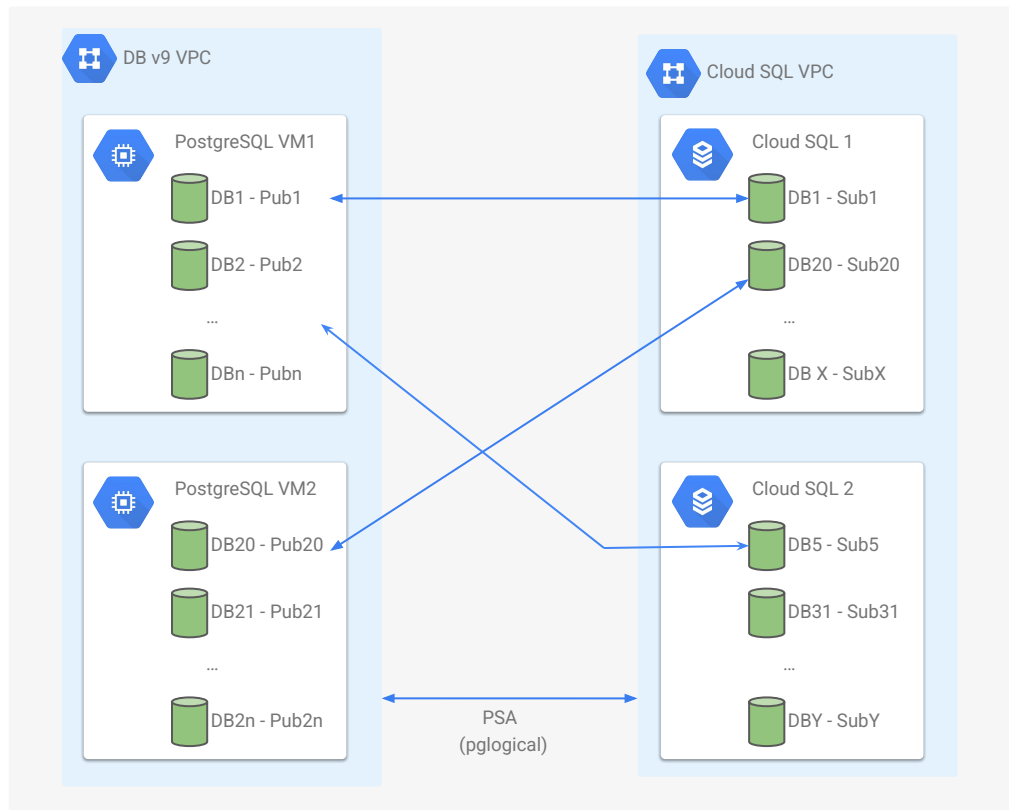 DB v9 VPC
PostgreSQL VM1
DB1 - Pub1
DB2 - Pub2
...
DBn - Pubn
PostgreSQL VM2
DB20 - Pub20
DB21 - Pub21
...
DB2n - Pub2n
PSA
(pglogical)
Cloud SQL VPC
Cloud SQL 1
DB1 - Sub1
DB20 - Sub20
...
DB X - SubX
Cloud SQL 2
DB5 - Sub5
DB31 - Sub31
...
DBY - SubY